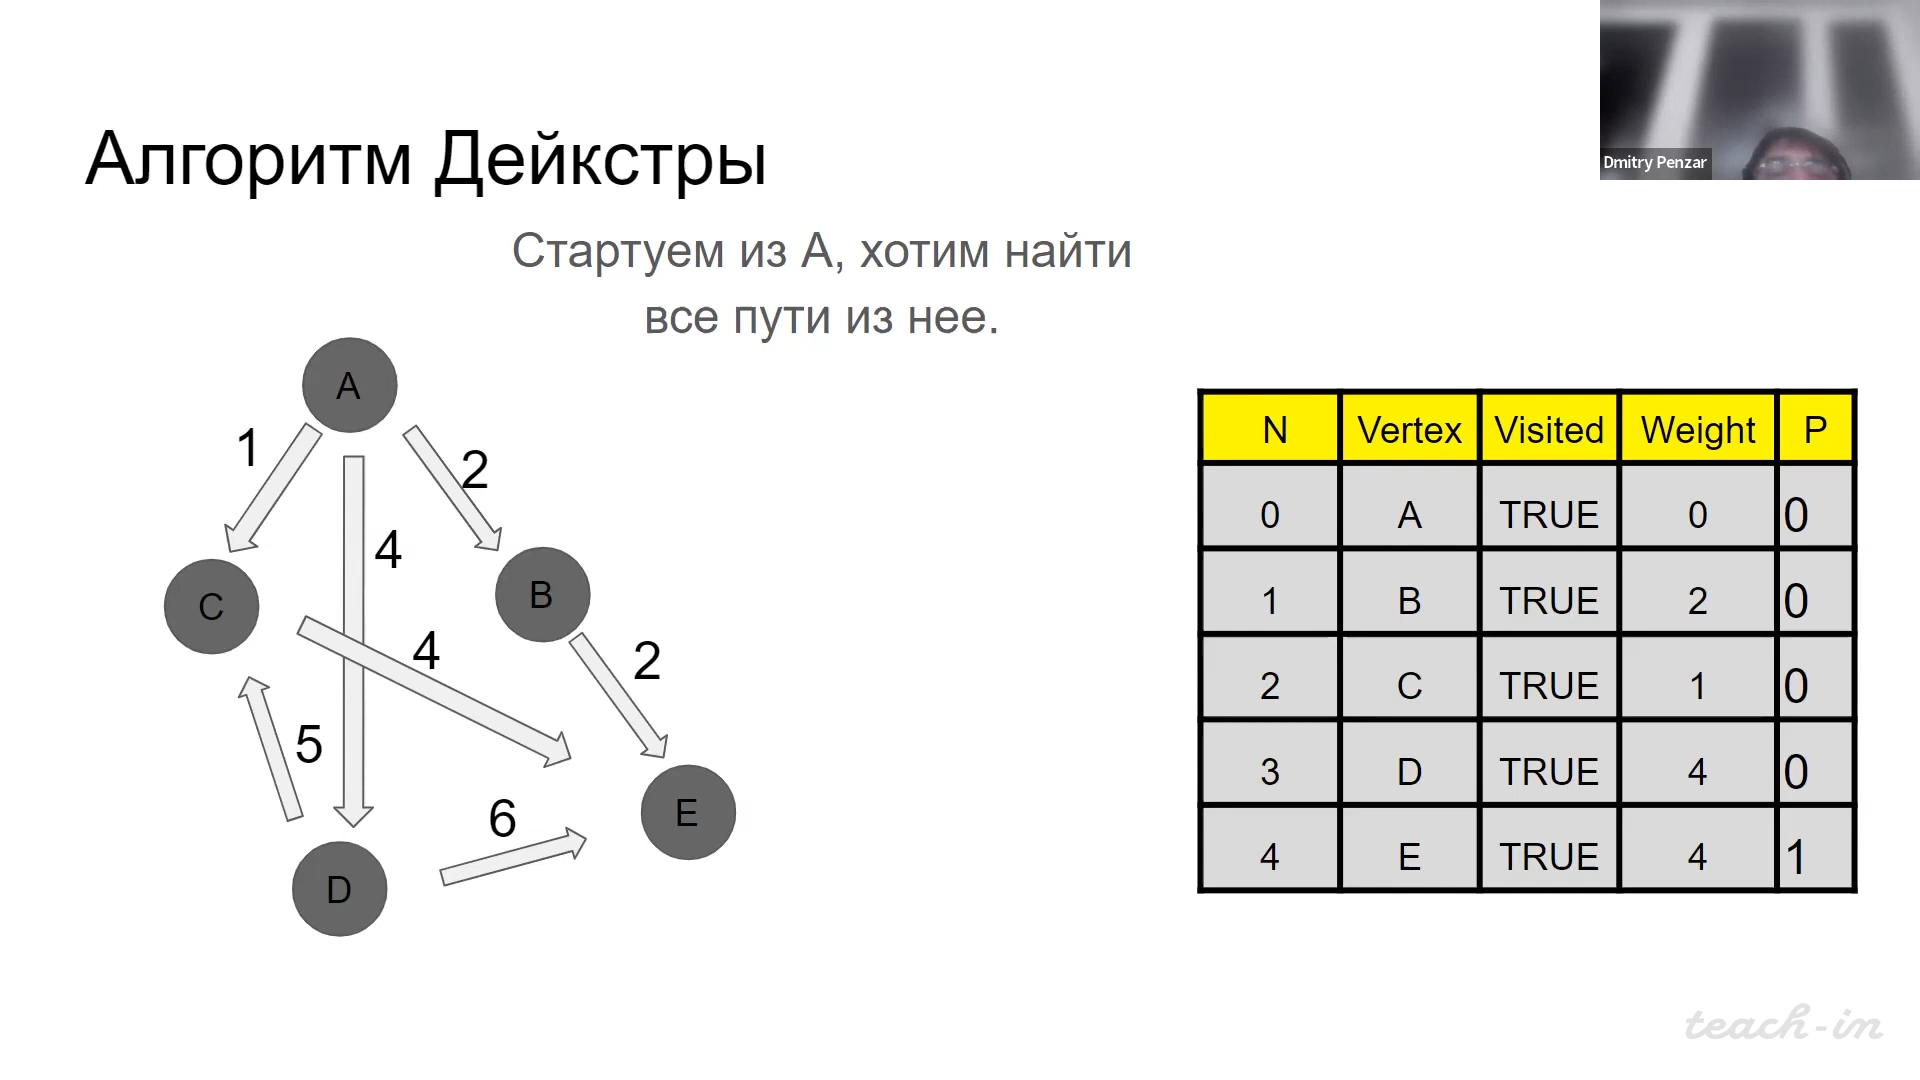 Dmitry Penzar
Алгоритм Дейкстры
Стартуем из A, хотим найти
все пути из нее.
A
1
2
4
C
B
4
2
5
6
E
D
N Vertex Visited Weight P
0 A TRUE 0 0
1 B TRUE 2 0
2 C TRUE 1 0
3 D TRUE 4 0
4 E TRUE 4 1
teach-in